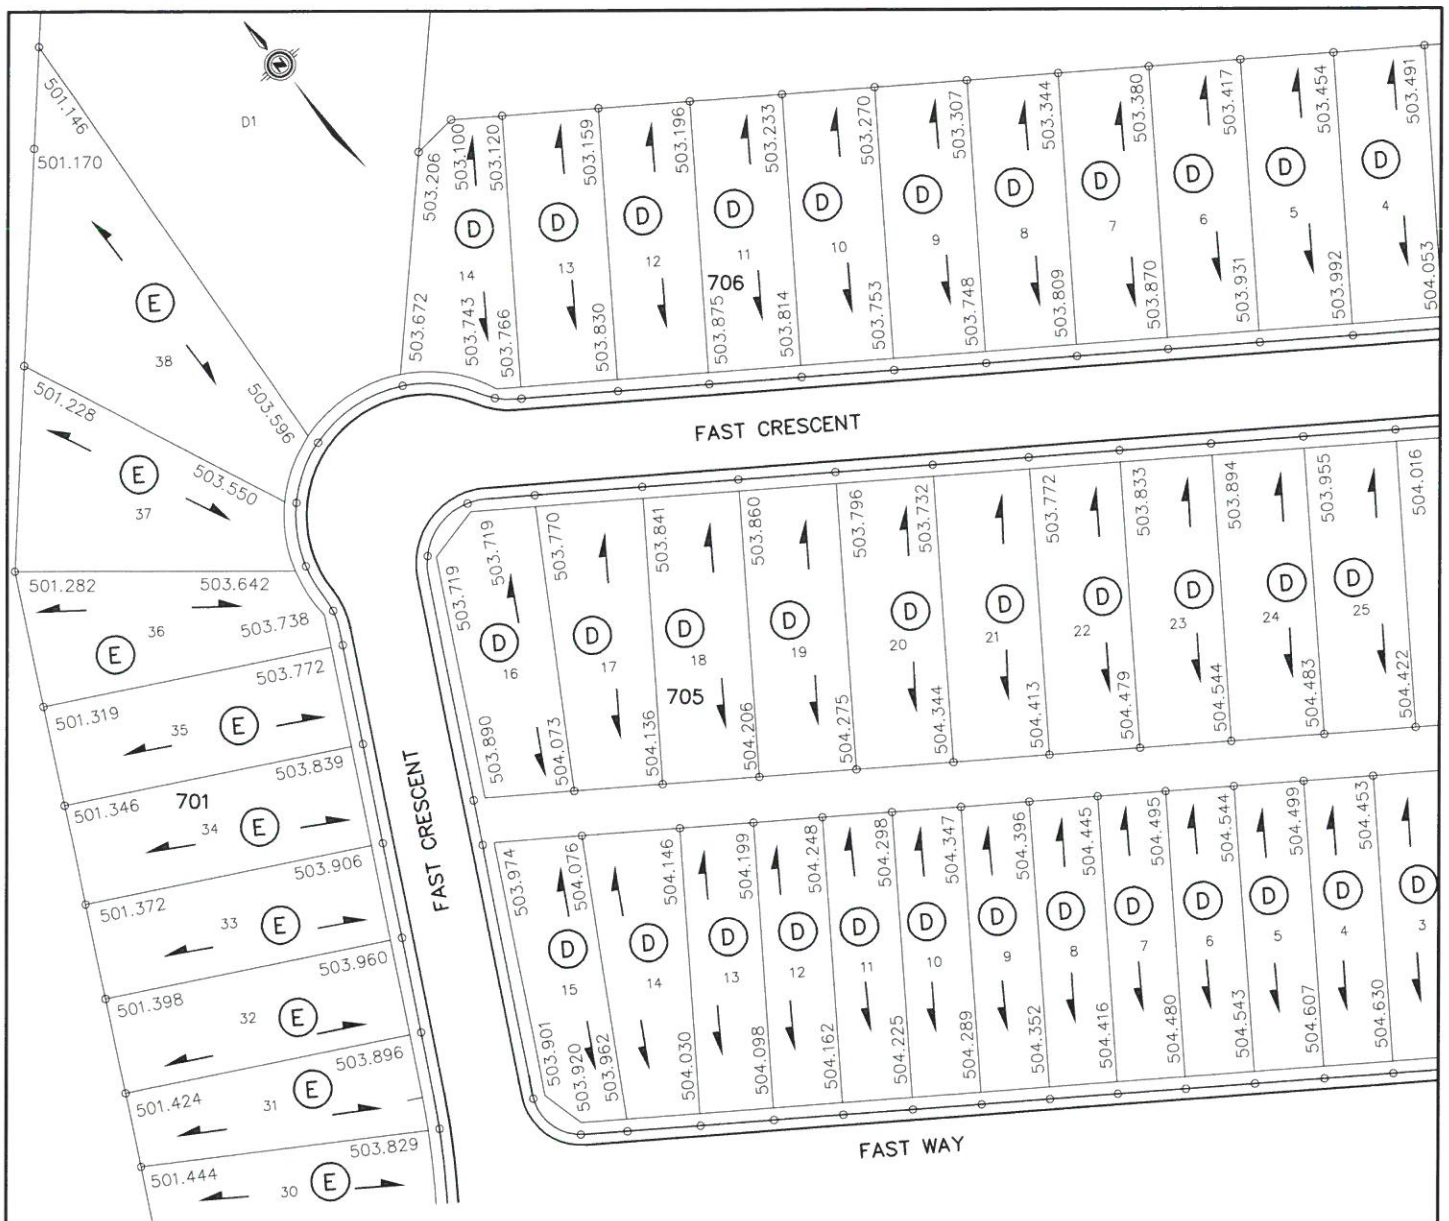 N
D1
501.146
501.170
E
38
501.228
503.596
E
37
503.550
501.282
503.642
E
36
503.738
501.319
35
E
503.772
501.346
701
34
E
503.839
501.372
33
E
503.906
501.398
32
E
503.960
501.424
31
E
503.896
501.444
30
E
503.829
503.206
503.100
503.120
503.159
503.196
503.233
503.270
503.307
503.344
503.380
503.417
503.454
503.491
D
D
D
D
D
D
D
D
D
D
D
14
13
12
11
10
9
8
7
6
5
4
706
503.672
503.743
503.766
503.830
503.875
503.814
503.753
503.748
503.809
503.870
503.931
503.992
504.053
FAST CRESCENT
503.719
503.719
503.770
503.841
503.860
503.796
503.732
503.772
503.833
503.894
503.955
504.016
D
D
D
D
D
D
D
D
D
D
16
17
18
19
20
21
22
23
24
25
705
503.890
504.073
504.136
504.206
504.275
504.344
504.413
504.479
504.544
504.483
504.422
FAST CRESCENT
503.974
504.076
504.146
504.199
504.248
504.298
504.347
504.396
504.445
504.495
504.544
504.499
504.453
D
D
D
D
D
D
D
D
D
D
D
D
D
15
14
13
12
11
10
9
8
7
6
5
4
3
503.901
503.920
503.962
504.030
504.098
504.162
504.225
504.289
504.352
504.416
504.480
504.543
504.607
504.630
FAST WAY